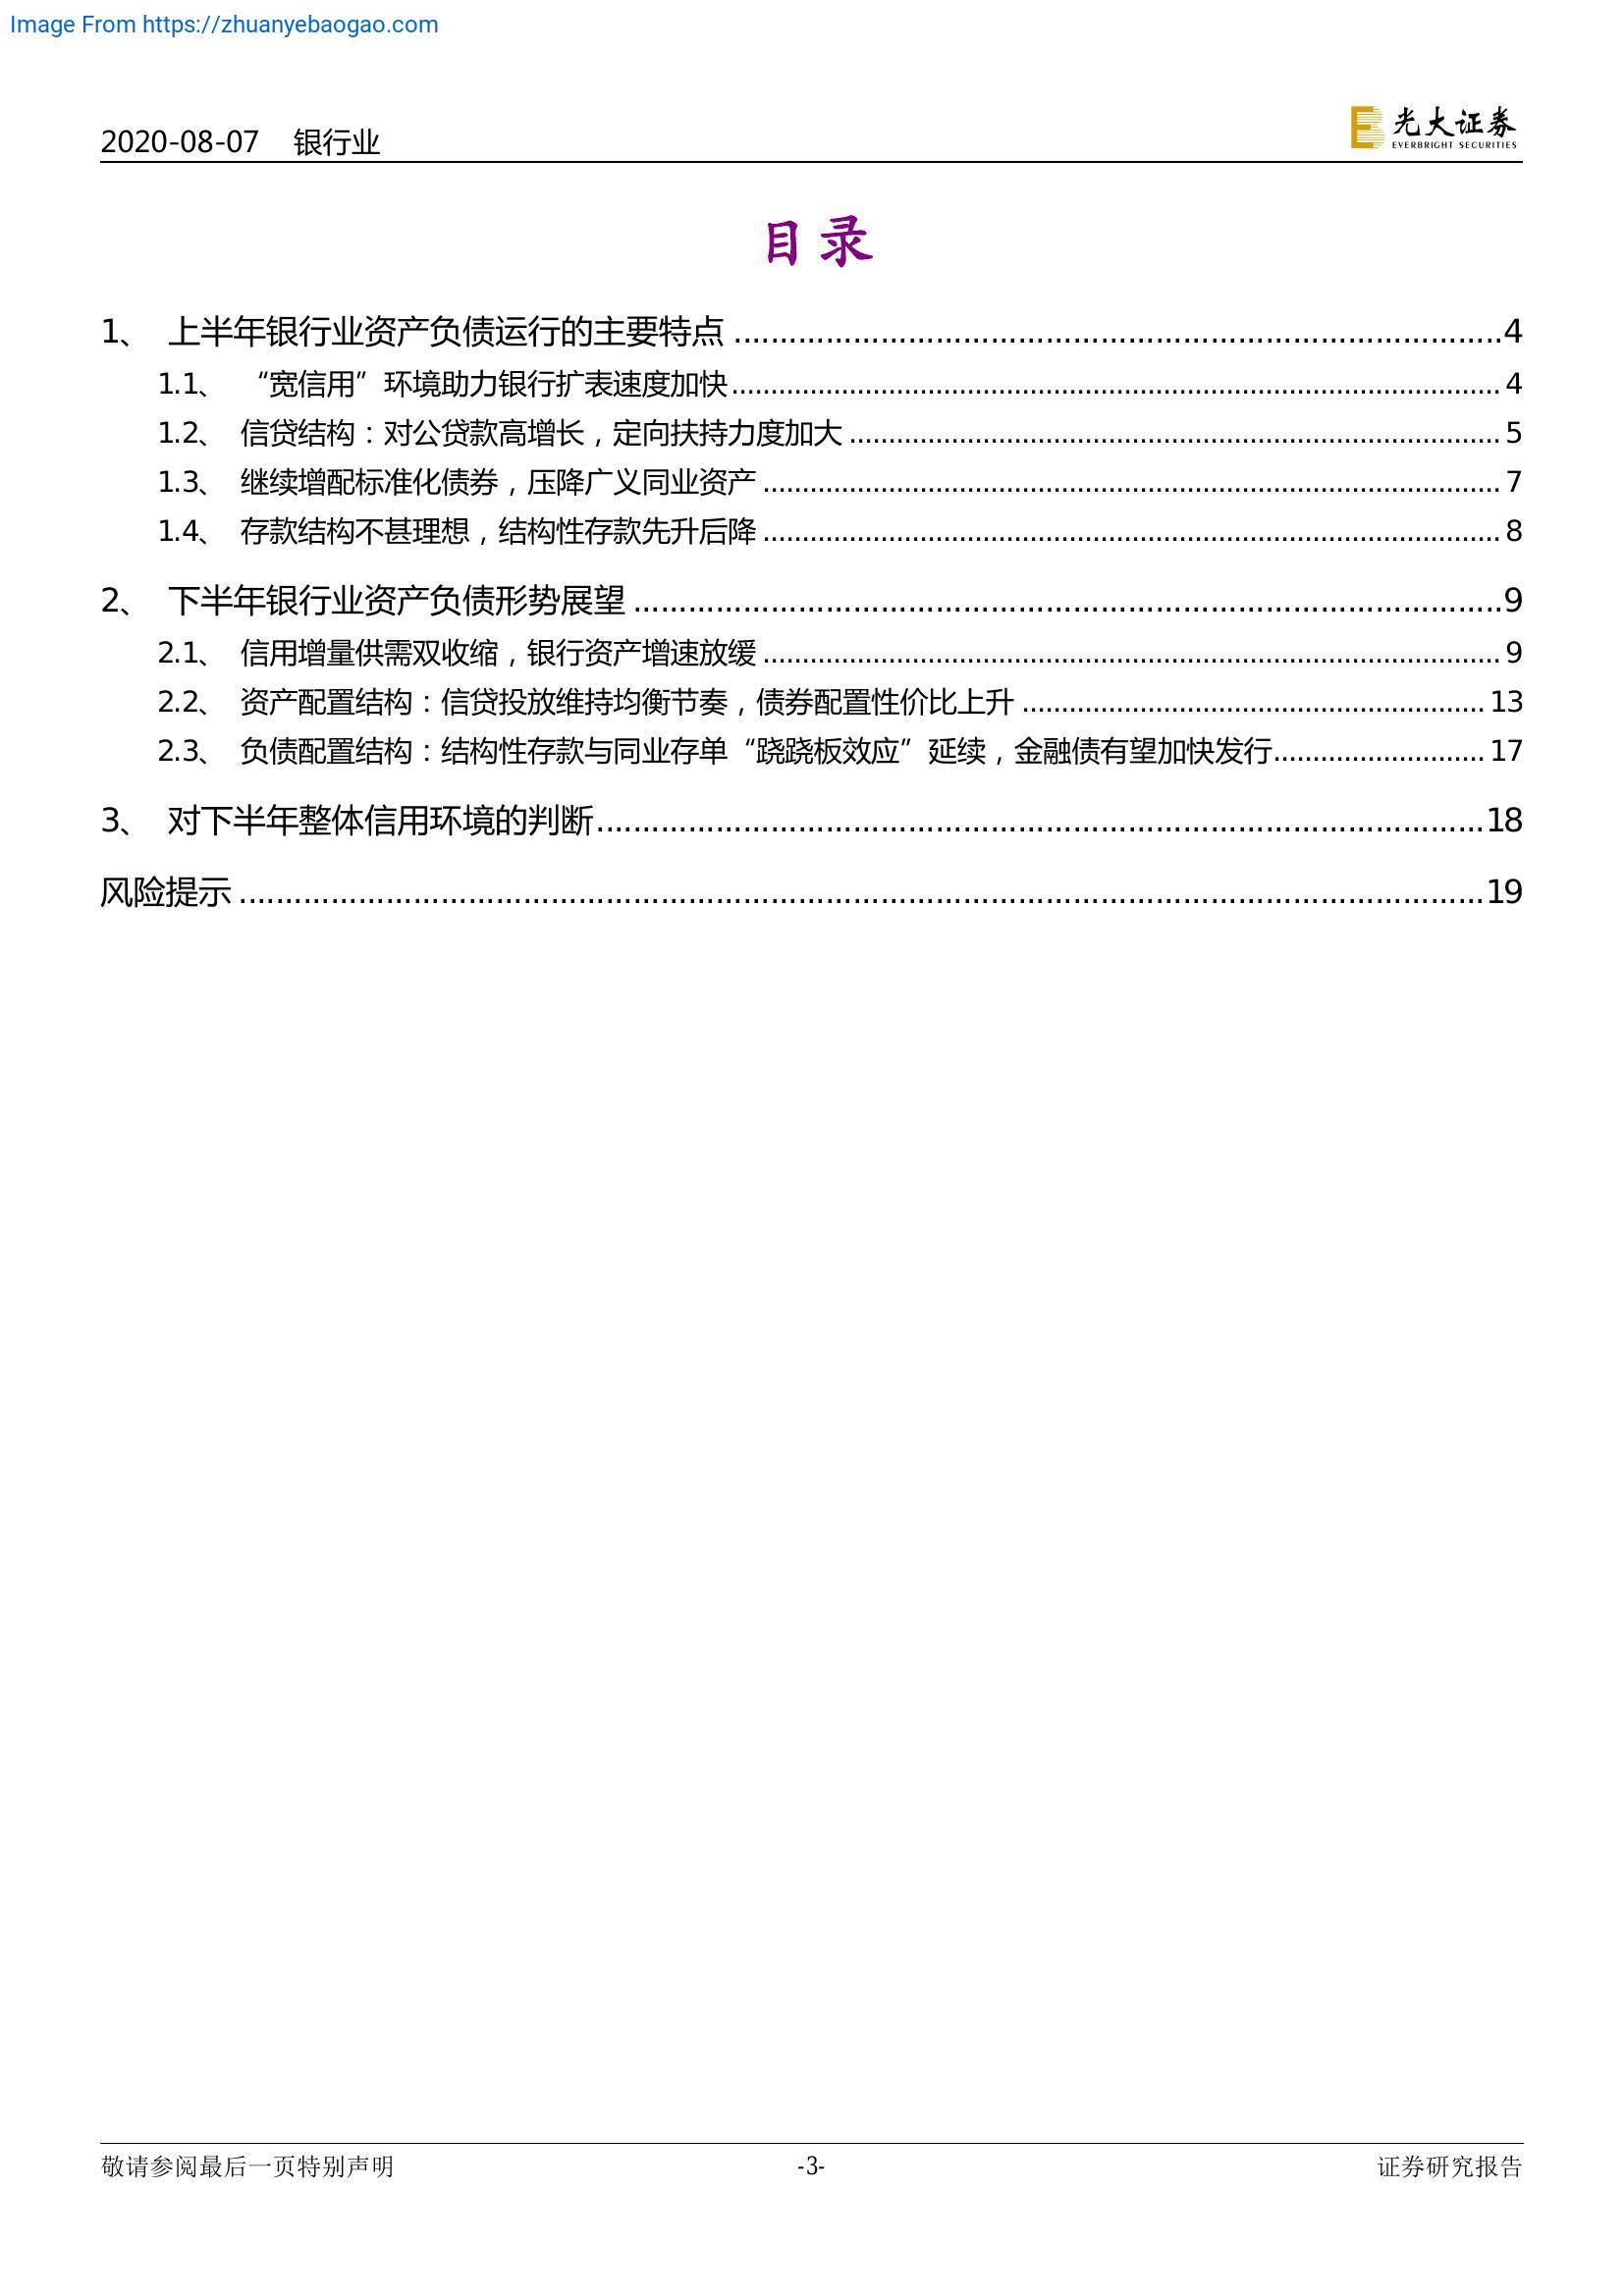 Image From https://zhuanyebaogao.com
2020-08-07 银行业
光大证券
EVERBRIGHT SECURITIES
目录
1、 上半年银行业资产负债运行的主要特点 ................................ 4
1.1、 “宽信用”环境助力银行扩表速度加快 ................................ 4
1.2、 信贷结构：对公贷款高增长，定向扶持力度加大 ................................ 5
1.3、 继续增配标准化债券，压降广义同业资产 ................................ 7
1.4、 存款结构不甚理想，结构性存款先升后降 ................................ 8
2、 下半年银行业资产负债形势展望 ................................ 9
2.1、 信用增量供需双收缩，银行资产增速放缓 ................................ 9
2.2、 资产配置结构：信贷投放维持均衡节奏，债券配置性价比上升 ................................ 13
2.3、 负债配置结构：结构性存款与同业存单“跷跷板效应”延续，金融债有望加快发行 ................................ 17
3、 对下半年整体信用环境的判断 ................................ 18
风险提示 ................................ 19
敬请参阅最后一页特别声明 -3- 证券研究报告